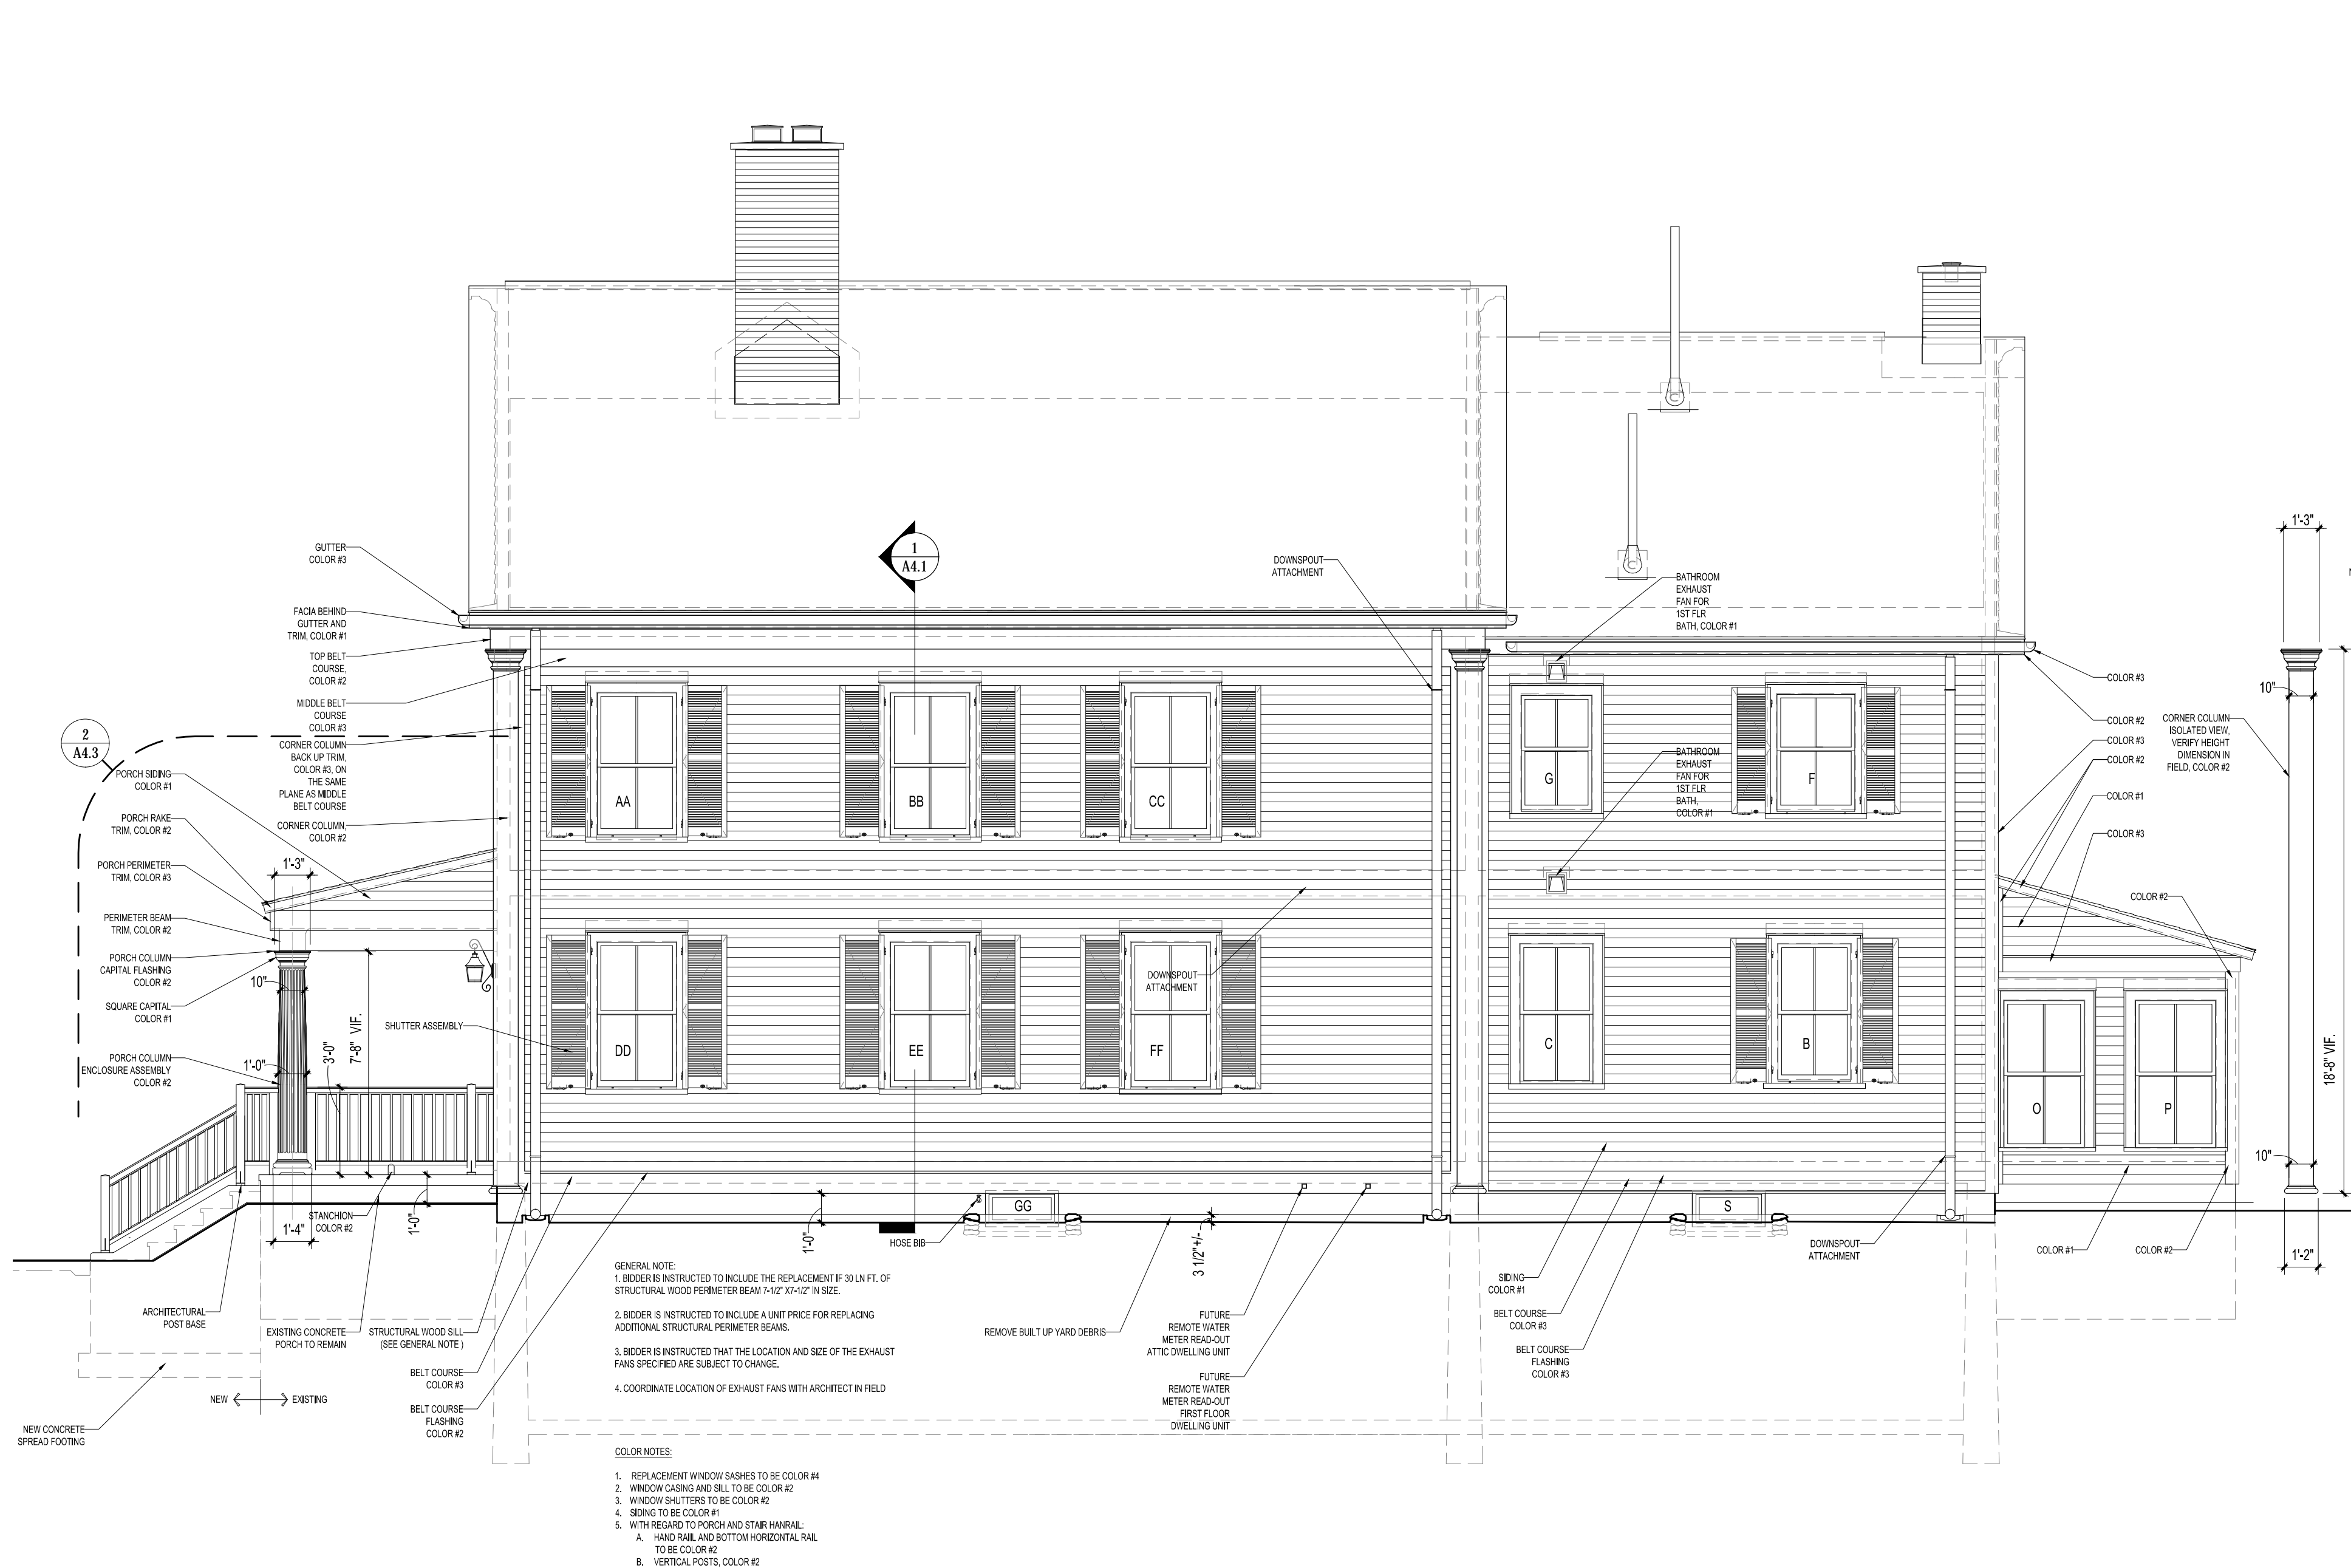 GUTTER
COLOR #3
FACIA BEHIND
GUTTER AND
TRIM, COLOR #1
TOP BELT
COURSE,
COLOR #2
MIDDLE BELT
COURSE
COLOR #3
CORNER COLUMN
BACK UP TRIM,
COLOR #3, ON
THE SAME
PLANE AS MIDDLE
BELT COURSE
CORNER COLUMN,
COLOR #2
2
A4.3
PORCH SIDING
COLOR #1
PORCH RAKE
TRIM, COLOR #2
PORCH PERIMETER
TRIM, COLOR #3
PERIMETER BEAM
TRIM, COLOR #2
PORCH COLUMN
CAPITAL FLASHING
COLOR #2
SQUARE CAPITAL
COLOR #1
PORCH COLUMN
ENCLOSURE ASSEMBLY
COLOR #2
1'-3"
10"
1'-0"
3'-0"
7'-8" VIF.
SHUTTER ASSEMBLY
STANCHION
COLOR #2
1'-4"
1'-0"
ARCHITECTURAL
POST BASE
EXISTING CONCRETE
PORCH TO REMAIN
STRUCTURAL WOOD SILL
(SEE GENERAL NOTE )
BELT COURSE
COLOR #3
BELT COURSE
FLASHING
COLOR #2
NEW
EXISTING
NEW CONCRETE
SPREAD FOOTING
1
A4.1
DOWNSPOUT
ATTACHMENT
AA
BB
CC
DD
EE
FF
DOWNSPOUT
ATTACHMENT
BATHROOM
EXHAUST
FAN FOR
1ST FLR
BATH, COLOR #1
BATHROOM
EXHAUST
FAN FOR
1ST FLR
BATH,
COLOR #1
G
F
C
B
O
P
GG
S
1'-0"
HOSE BIB
3 1/2"+/-
REMOVE BUILT UP YARD DEBRIS
FUTURE
REMOTE WATER
METER READ-OUT
ATTIC DWELLING UNIT
FUTURE
REMOTE WATER
METER READ-OUT
FIRST FLOOR
DWELLING UNIT
SIDING
COLOR #1
BELT COURSE
COLOR #3
BELT COURSE
FLASHING
COLOR #3
DOWNSPOUT
ATTACHMENT
COLOR #1
COLOR #2
COLOR #3
COLOR #2
COLOR #3
COLOR #2
COLOR #1
COLOR #3
COLOR #2
CORNER COLUMN
ISOLATED VIEW,
VERIFY HEIGHT
DIMENSION IN
FIELD, COLOR #2
1'-3"
10"
18'-8" VIF.
10"
1'-2"
GENERAL NOTE:
1. BIDDER IS INSTRUCTED TO INCLUDE THE REPLACEMENT IF 30 LN FT. OF
STRUCTURAL WOOD PERIMETER BEAM 7-1/2" X7-1/2" IN SIZE.
2. BIDDER IS INSTRUCTED TO INCLUDE A UNIT PRICE FOR REPLACING
ADDITIONAL STRUCTURAL PERIMETER BEAMS.
3. BIDDER IS INSTRUCTED THAT THE LOCATION AND SIZE OF THE EXHAUST
FANS SPECIFIED ARE SUBJECT TO CHANGE.
4. COORDINATE LOCATION OF EXHAUST FANS WITH ARCHITECT IN FIELD
COLOR NOTES:
1. REPLACEMENT WINDOW SASHES TO BE COLOR #4
2. WINDOW CASING AND SILL TO BE COLOR #2
3. WINDOW SHUTTERS TO BE COLOR #2
4. SIDING TO BE COLOR #1
5. WITH REGARD TO PORCH AND STAIR HANRAIL:
A. HAND RAIIL AND BOTTOM HORIZONTAL RAIL
TO BE COLOR #2
B. VERTICAL POSTS, COLOR #2